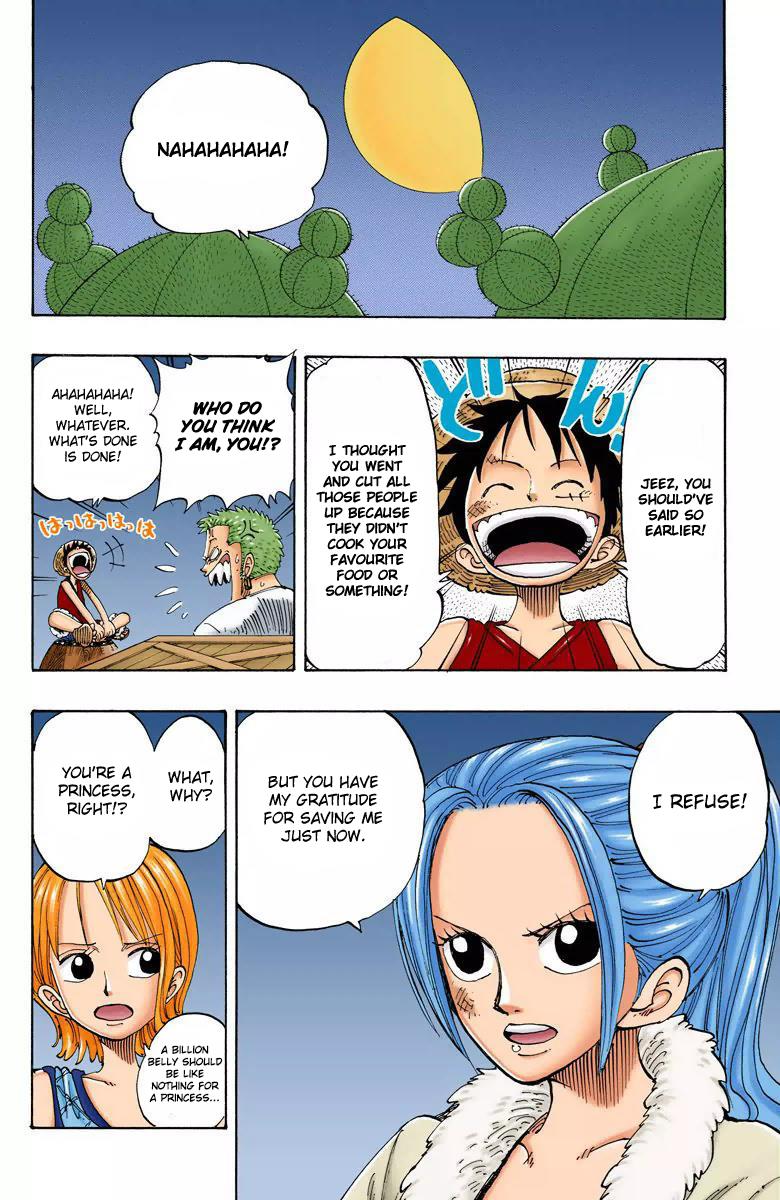 NAHAHAHAHA!
JEEZ, YOU
SHOULD'VE
SAID SO
EARLIER!
どーん!
I THOUGHT
YOU WENT
AND CUT ALL
THOSE PEOPLE
UP BECAUSE
THEY DIDN'T
COOK YOUR
FAVOURITE
FOOD OR
SOMETHING!
WHO DO
YOU THINK
I AM, YOU!?
AHAHAHAHA!
WELL,
WHATEVER.
WHAT'S DONE
IS DONE!
はっはっはっは
I REFUSE!
BUT YOU HAVE
MY GRATITUDE
FOR SAVING ME
JUST NOW.
WHAT,
WHY?
YOU'RE A
PRINCESS,
RIGHT!?
A BILLION
BELLY SHOULD
BE LIKE
NOTHING FOR
A PRINCESS...